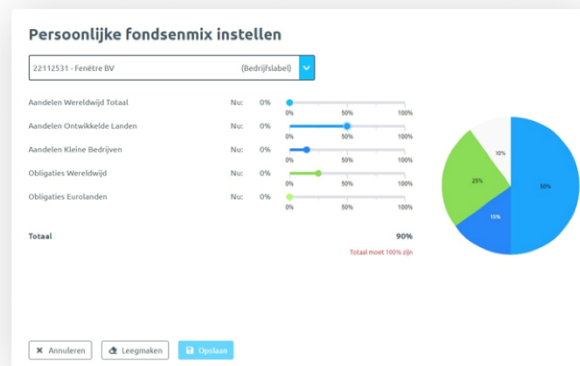 Persoonlijke fondsenmix instellen
22112531 - Fenêtre BV (Bedrijfslabel)
Aandelen Wereldwijd Totaal Nu: 0%
0% 50% 100%
Aandelen Ontwikkelde Landen Nu: 0%
0% 50% 100%
Aandelen Kleine Bedrijven Nu: 0%
0% 50% 100%
Obligaties Wereldwijd Nu: 0%
0% 50% 100%
Obligaties Eurolanden Nu: 0%
0% 50% 100%
10%
25%
50%
15%
Totaal 90%
Totaal moet 100% zijn
Annuleren Leegmaken Opslaan